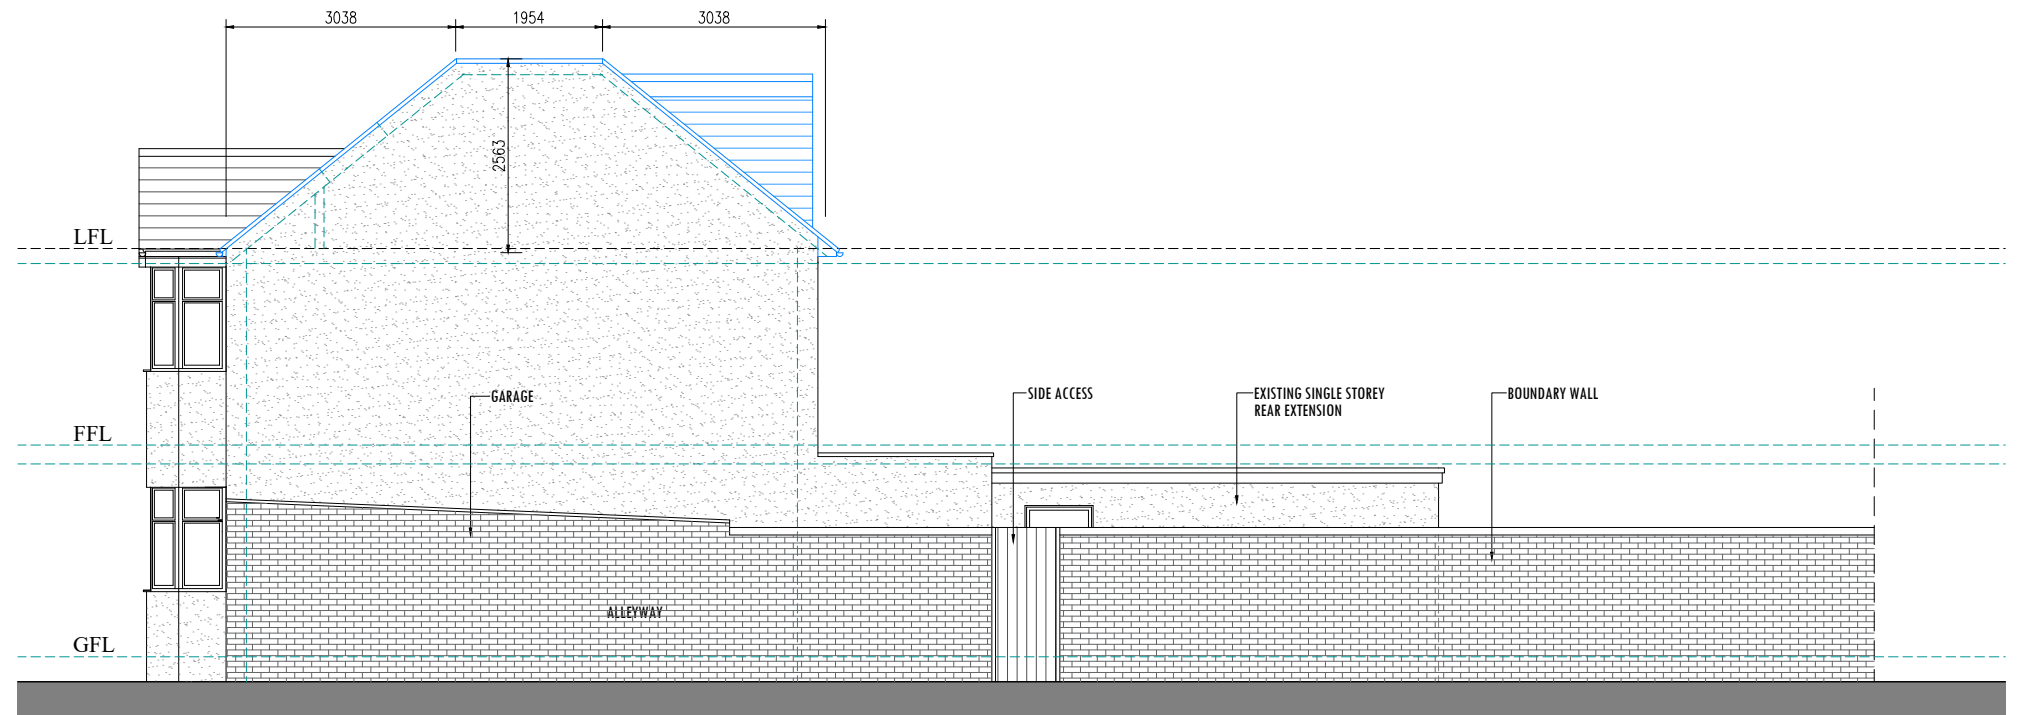 3038
1954
3038
2563
LFL
GARAGE
SIDE ACCESS
EXISTING SINGLE STOREY
REAR EXTENSION
BOUNDARY WALL
FFL
ALLEYWAY
GFL